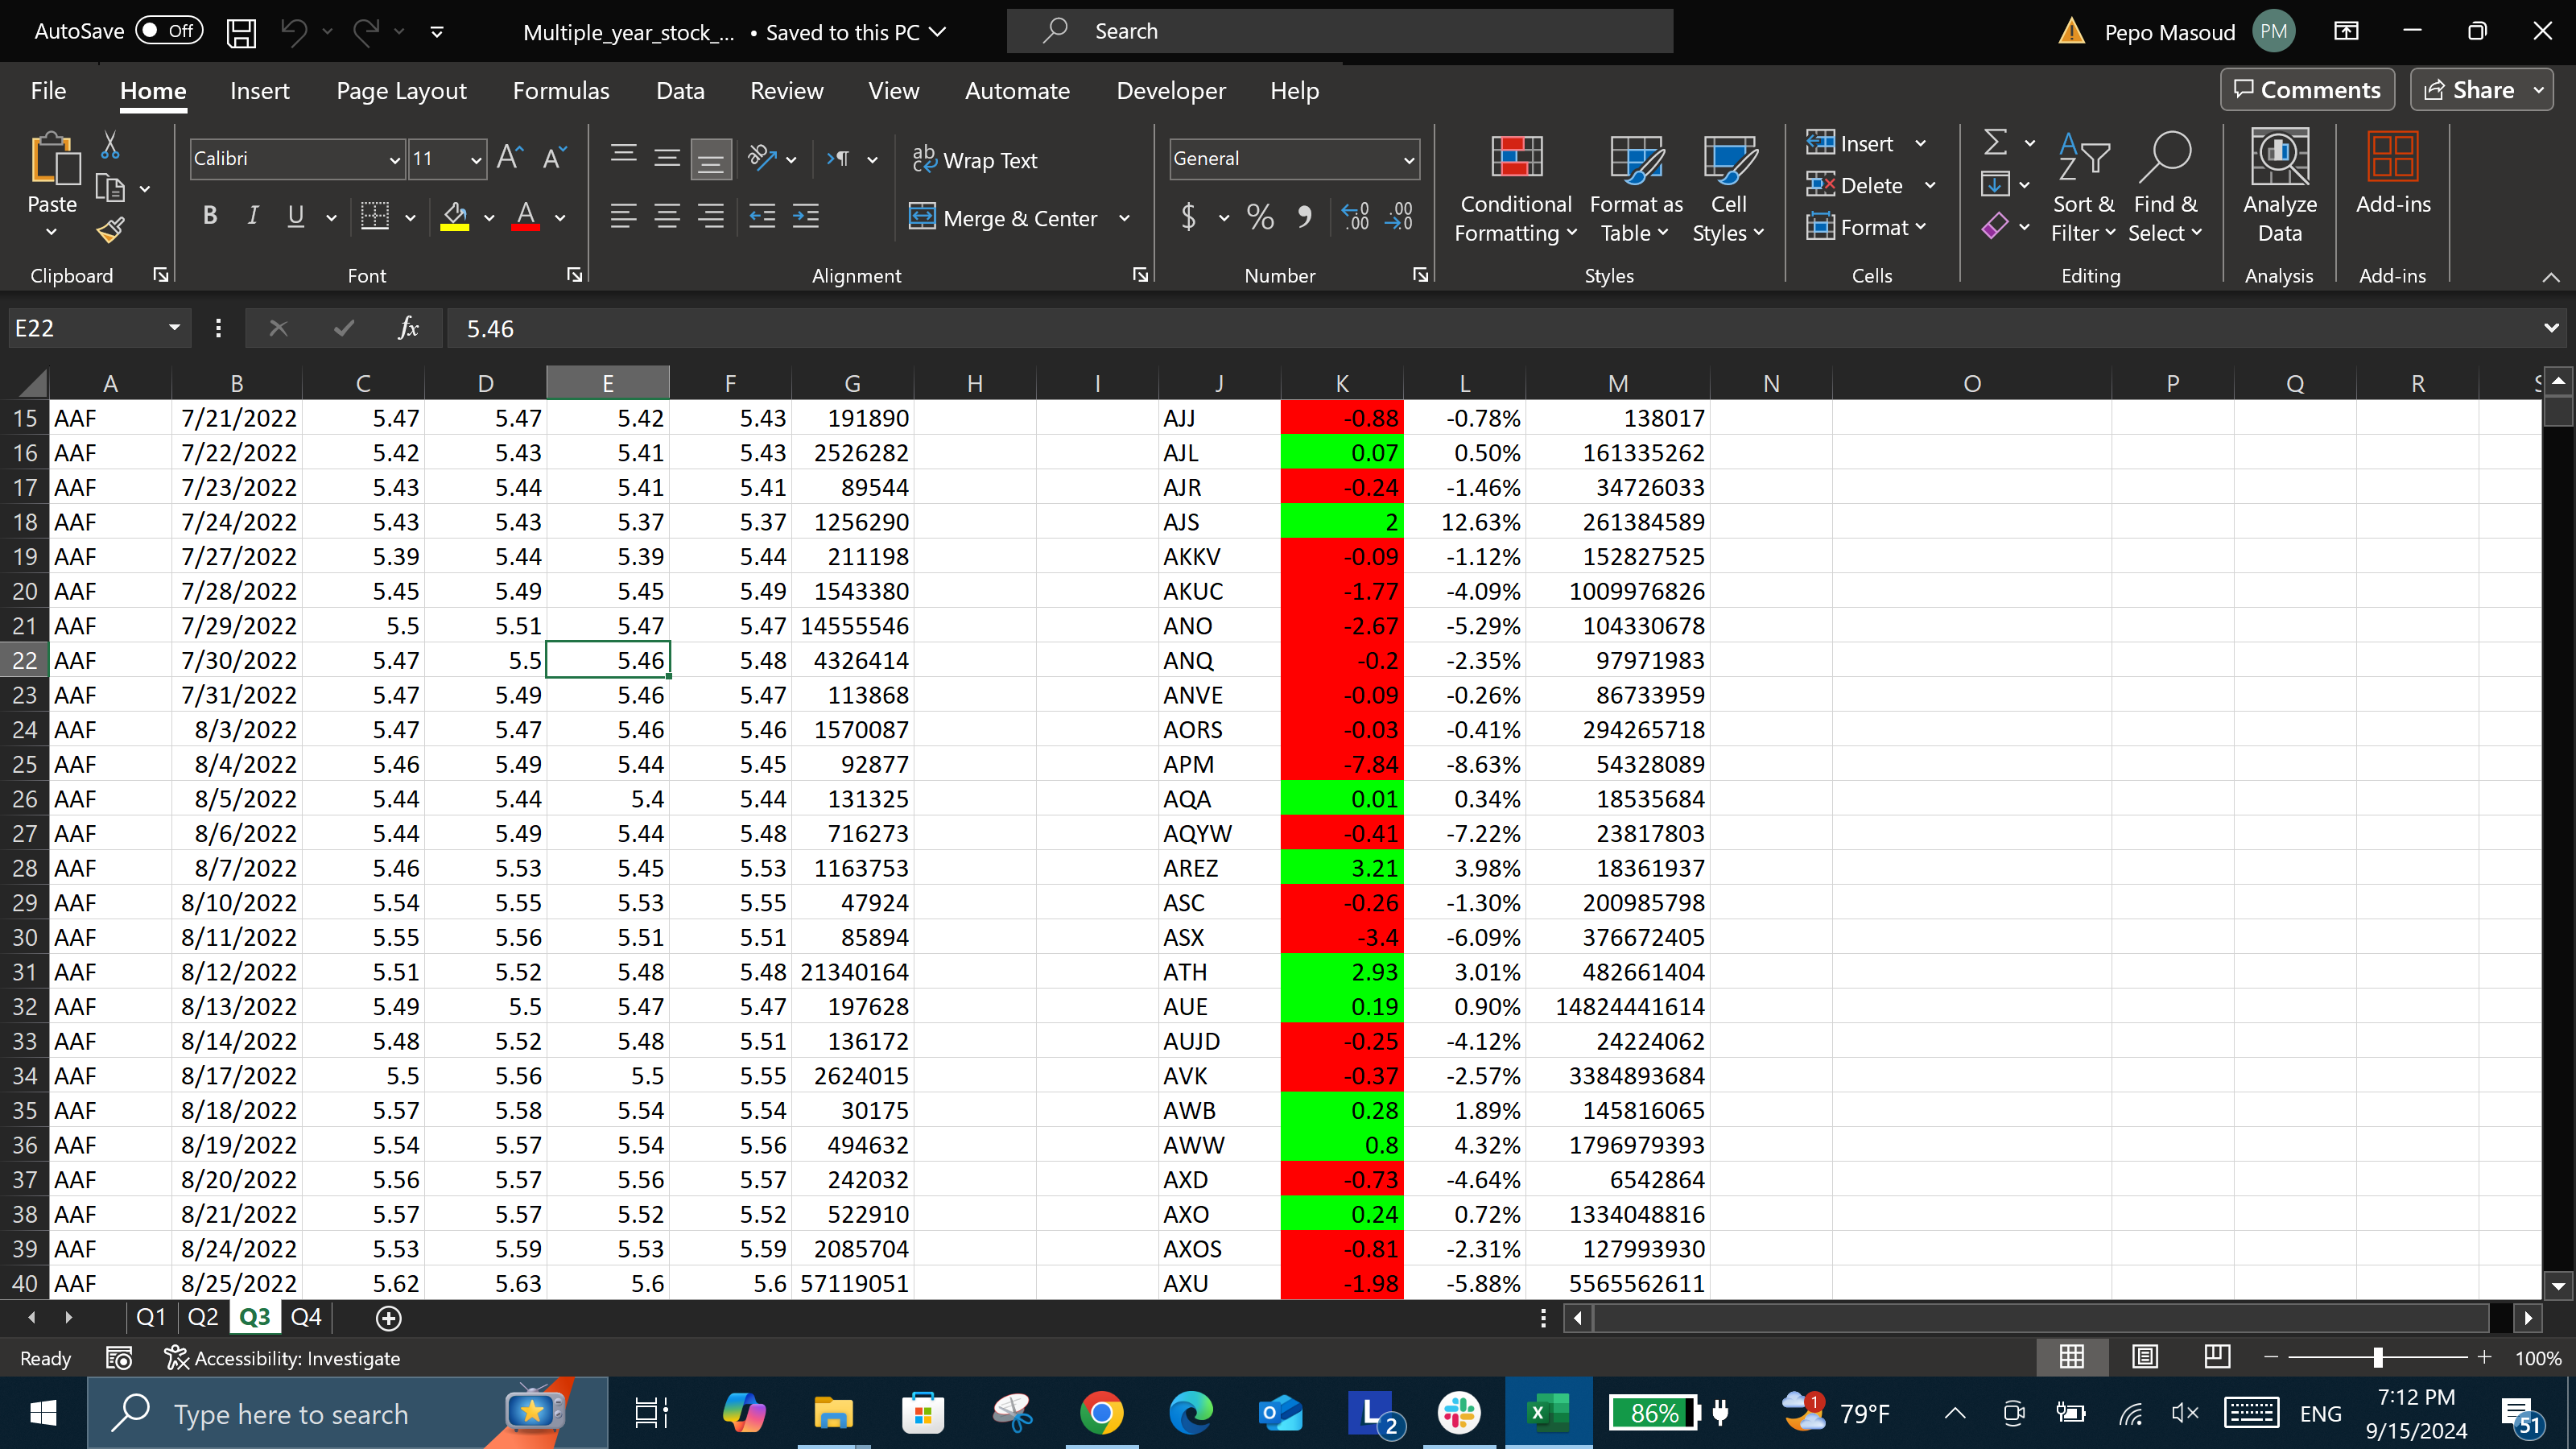 AutoSave Off Multiple_year_stock_... • Saved to this PC Search Pepo Masoud PM
File Home Insert Page Layout Formulas Data Review View Automate Developer Help Comments Share
Paste Calibri 11 Wrap Text General Conditional Formatting Format as Table Cell Styles Insert Sort & Filter Find & Select Analyze Data Add-ins
B I U Merge & Center $ % Delete
Format
Clipboard Font Alignment Number Styles Cells Editing Analysis Add-ins
E22 fx 5.46
A B C D E F G H I J K L M N O P Q R S
15 AAF 7/21/2022 5.47 5.47 5.42 5.43 191890 AJJ -0.88 -0.78% 138017
16 AAF 7/22/2022 5.42 5.43 5.41 5.43 2526282 AJL 0.07 0.50% 161335262
17 AAF 7/23/2022 5.43 5.44 5.41 5.41 89544 AJR -0.24 -1.46% 34726033
18 AAF 7/24/2022 5.43 5.43 5.37 5.37 1256290 AJS 2 12.63% 261384589
19 AAF 7/27/2022 5.39 5.44 5.39 5.44 211198 AKKV -0.09 -1.12% 152827525
20 AAF 7/28/2022 5.45 5.49 5.45 5.49 1543380 AKUC -1.77 -4.09% 1009976826
21 AAF 7/29/2022 5.5 5.51 5.47 5.47 14555546 ANO -2.67 -5.29% 104330678
22 AAF 7/30/2022 5.47 5.5 5.46 5.48 4326414 ANQ -0.2 -2.35% 97971983
23 AAF 7/31/2022 5.47 5.49 5.46 5.47 113868 ANVE -0.09 -0.26% 86733959
24 AAF 8/3/2022 5.47 5.47 5.46 5.46 1570087 AORS -0.03 -0.41% 294265718
25 AAF 8/4/2022 5.46 5.49 5.44 5.45 92877 APM -7.84 -8.63% 54328089
26 AAF 8/5/2022 5.44 5.44 5.4 5.44 131325 AQA 0.01 0.34% 18535684
27 AAF 8/6/2022 5.44 5.49 5.44 5.48 716273 AQYW -0.41 -7.22% 23817803
28 AAF 8/7/2022 5.46 5.53 5.45 5.53 1163753 AREZ 3.21 3.98% 18361937
29 AAF 8/10/2022 5.54 5.55 5.53 5.55 47924 ASC -0.26 -1.30% 200985798
30 AAF 8/11/2022 5.55 5.56 5.51 5.51 85894 ASX -3.4 -6.09% 376672405
31 AAF 8/12/2022 5.51 5.52 5.48 5.48 21340164 ATH 2.93 3.01% 482661404
32 AAF 8/13/2022 5.49 5.5 5.47 5.47 197628 AUE 0.19 0.90% 14824441614
33 AAF 8/14/2022 5.48 5.52 5.48 5.51 136172 AUJD -0.25 -4.12% 24224062
34 AAF 8/17/2022 5.5 5.56 5.5 5.55 2624015 AVK -0.37 -2.57% 3384893684
35 AAF 8/18/2022 5.57 5.58 5.54 5.54 30175 AWB 0.28 1.89% 145816065
36 AAF 8/19/2022 5.54 5.57 5.54 5.56 494632 AWW 0.8 4.32% 1796979393
37 AAF 8/20/2022 5.56 5.57 5.56 5.57 242032 AXD -0.73 -4.64% 6542864
38 AAF 8/21/2022 5.57 5.57 5.52 5.52 522910 AXO 0.24 0.72% 1334048816
39 AAF 8/24/2022 5.53 5.59 5.53 5.59 2085704 AXOS -0.81 -2.31% 127993930
40 AAF 8/25/2022 5.62 5.63 5.6 5.6 57119051 AXU -1.98 -5.88% 5565562611
Q1 Q2 Q3 Q4
Ready Accessibility: Investigate 100%
Type here to search L 2 86% 1 79°F ENG 7:12 PM 51
9/15/2024